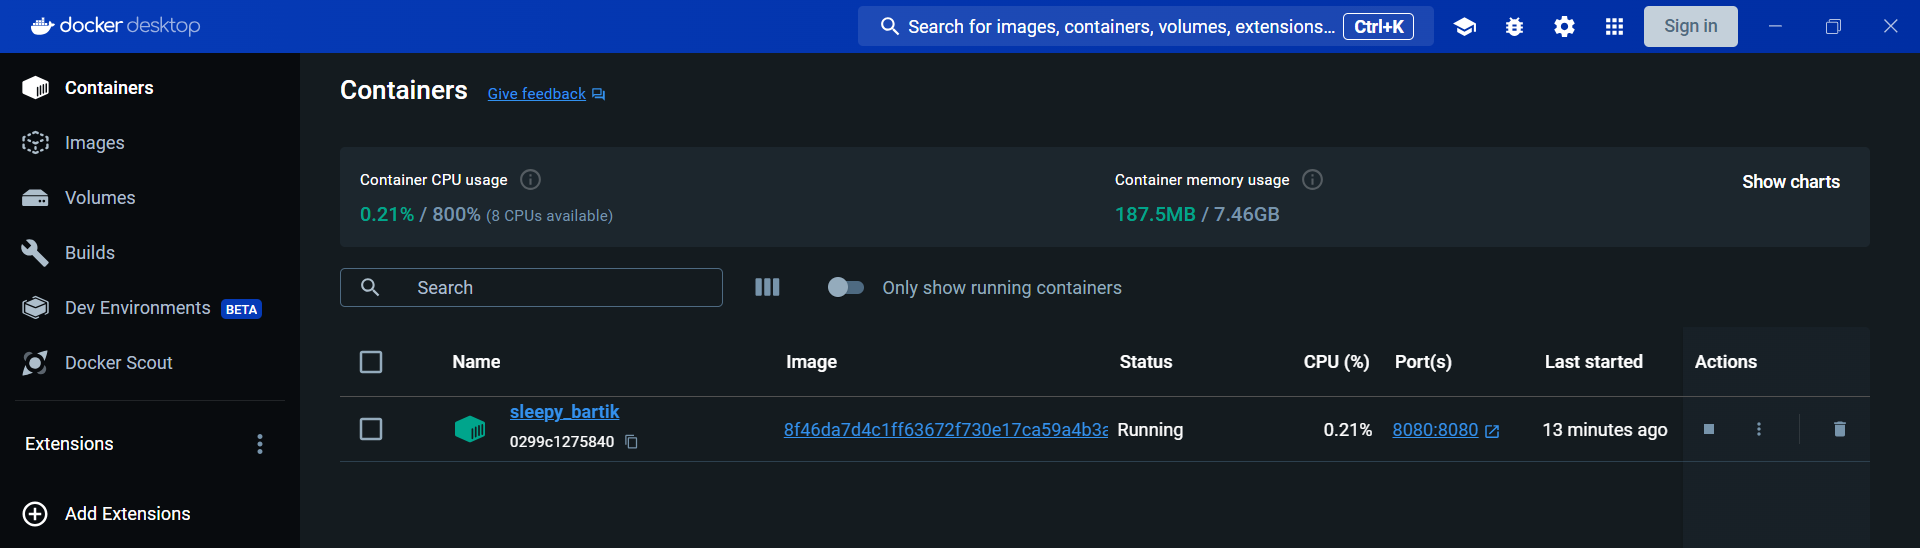 docker desktop
Search for images, containers, volumes, extensions... Ctrl+K
Sign in
Containers
Images
Volumes
Builds
Dev Environments BETA
Docker Scout
Extensions
Add Extensions
Containers Give feedback
Container CPU usage
0.21% / 800% (8 CPUs available)
Container memory usage
187.5MB / 7.46GB
Show charts
Search
Only show running containers
Name Image Status CPU (%) Port(s) Last started Actions
sleepy_bartik
0299c1275840
8f46da7d4c1ff63672f730e17ca59a4b3a Running 0.21% 8080:8080 13 minutes ago